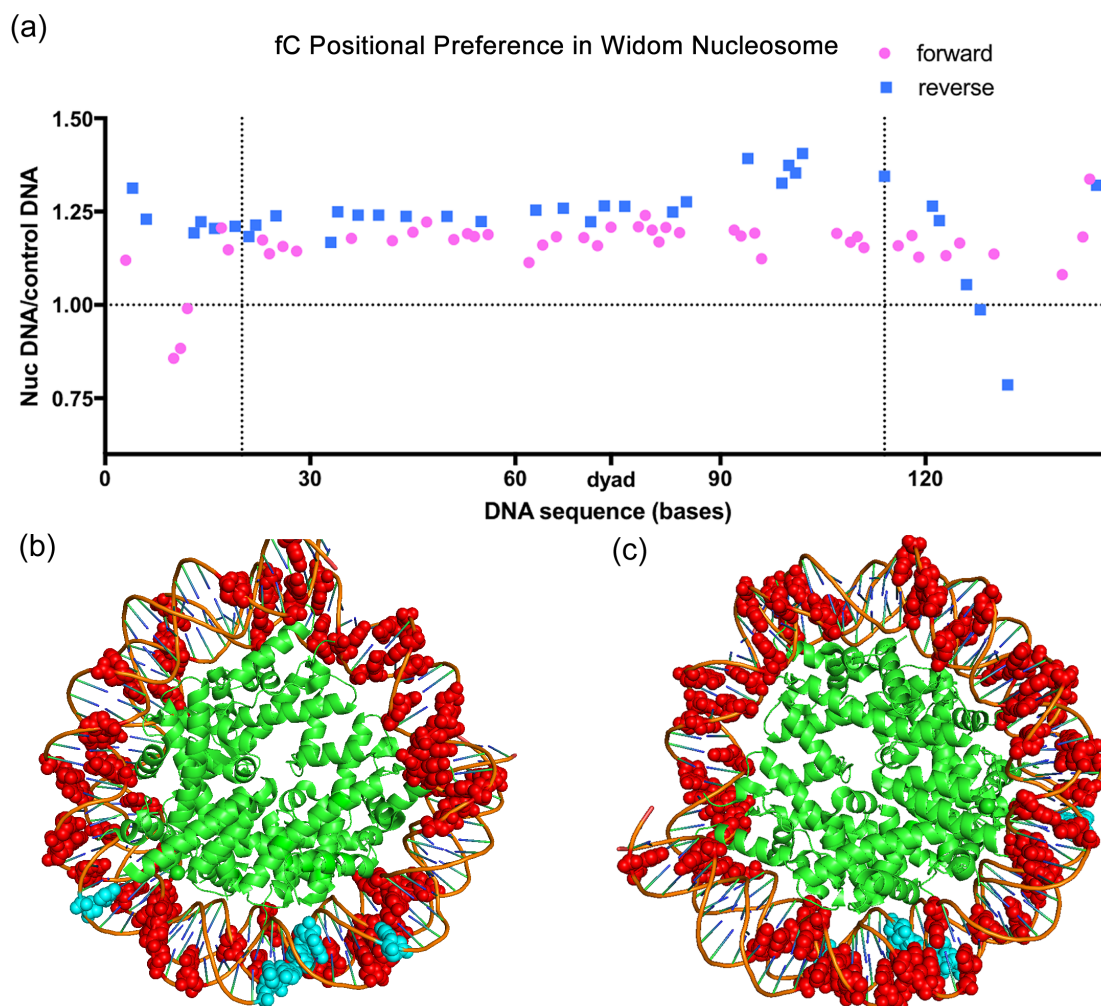 (a)
fC Positional Preference in Widom Nucleosome
forward
reverse
Nuc DNA/control DNA
1.50
1.25
1.00
0.75
0 30 60 dyad 90 120
DNA sequence (bases)
(b)
(c)